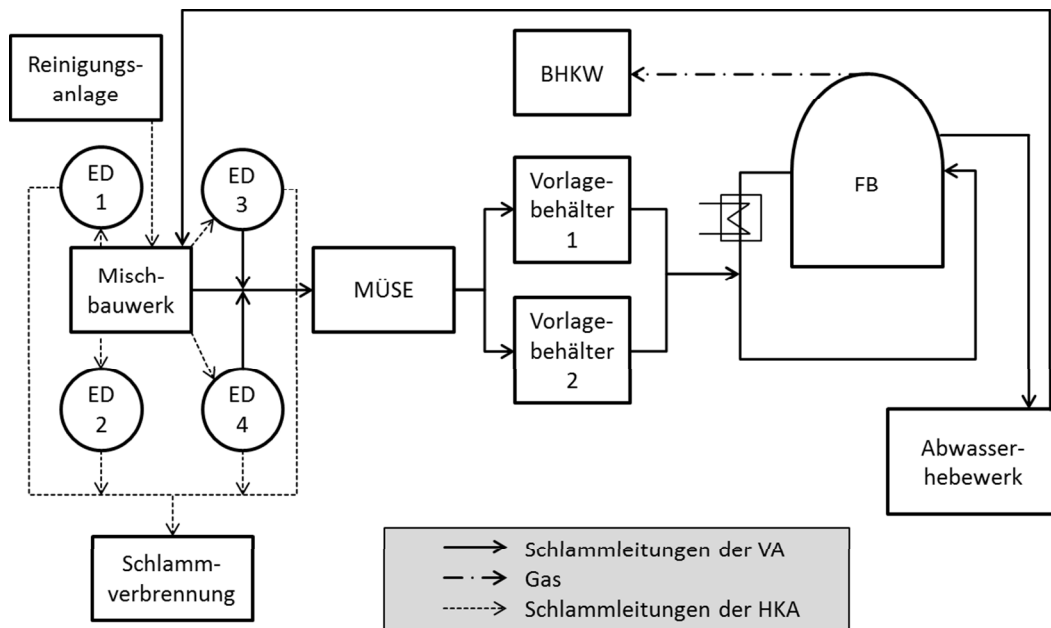 Reinigungs-
anlage
BHKW
ED
1
ED
3
FB
Vorlage-
behälter
1
Misch-
bauwerk
MÜSE
Vorlage-
behälter
2
ED
2
ED
4
Abwasser-
hebewerk
Schlamm-
verbrennung
Schlammleitungen der VA
Gas
Schlammleitungen der HKA